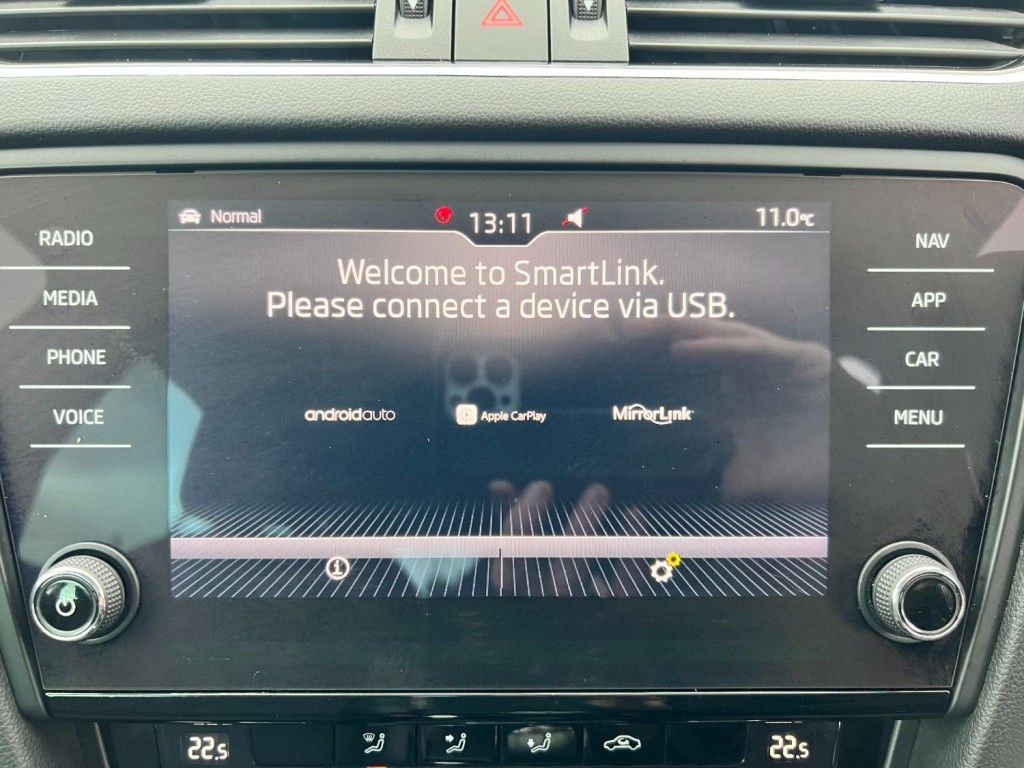 Normal 13:11 11.0°C
RADIO
MEDIA
PHONE
VOICE
Welcome to SmartLink.
Please connect a device via USB.
androidauto Apple CarPlay MirrorLink
NAV
APP
CAR
MENU
22.5 22.5